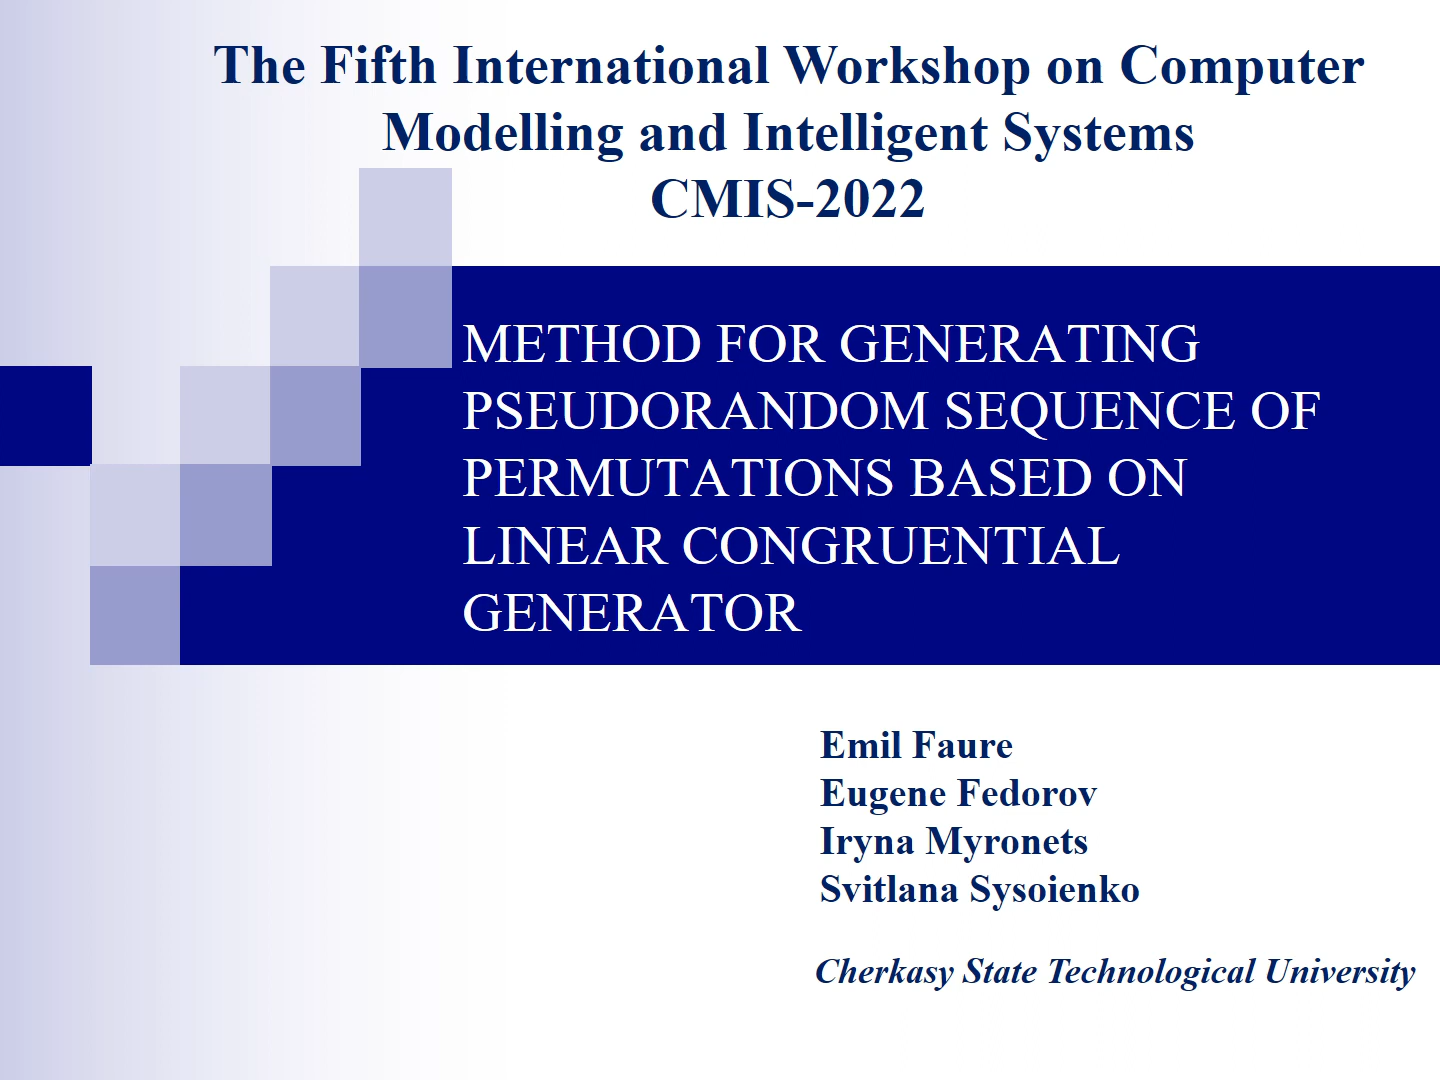 The Fifth International Workshop on Computer
Modelling and Intelligent Systems
CMIS-2022
METHOD FOR GENERATING
PSEUDORANDOM SEQUENCE OF
PERMUTATIONS BASED ON
LINEAR CONGRUENTIAL
GENERATOR
Emil Faure
Eugene Fedorov
Iryna Myronets
Svitlana Sysoienko
Cherkasy State Technological University